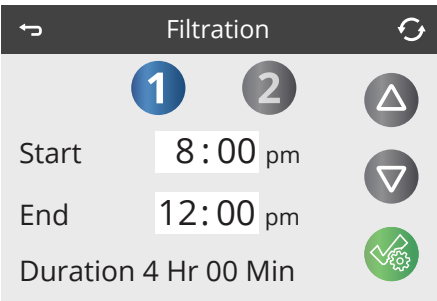 Filtration
1 2
Start 8:00 pm
End 12:00 pm
Duration 4 Hr 00 Min